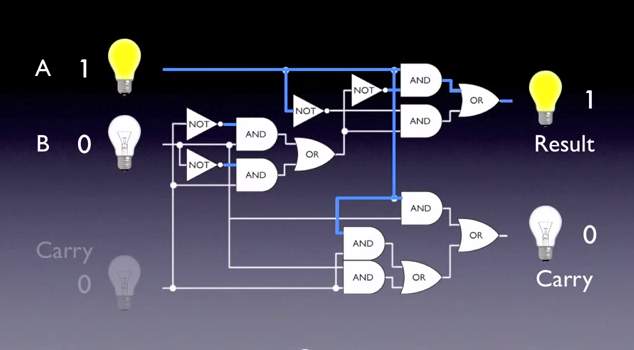 A 1
B 0
Carry
0
NOT
NOT
NOT
NOT
AND
AND
OR
AND
AND
OR
AND
AND
AND
OR
OR
1
Result
0
Carry